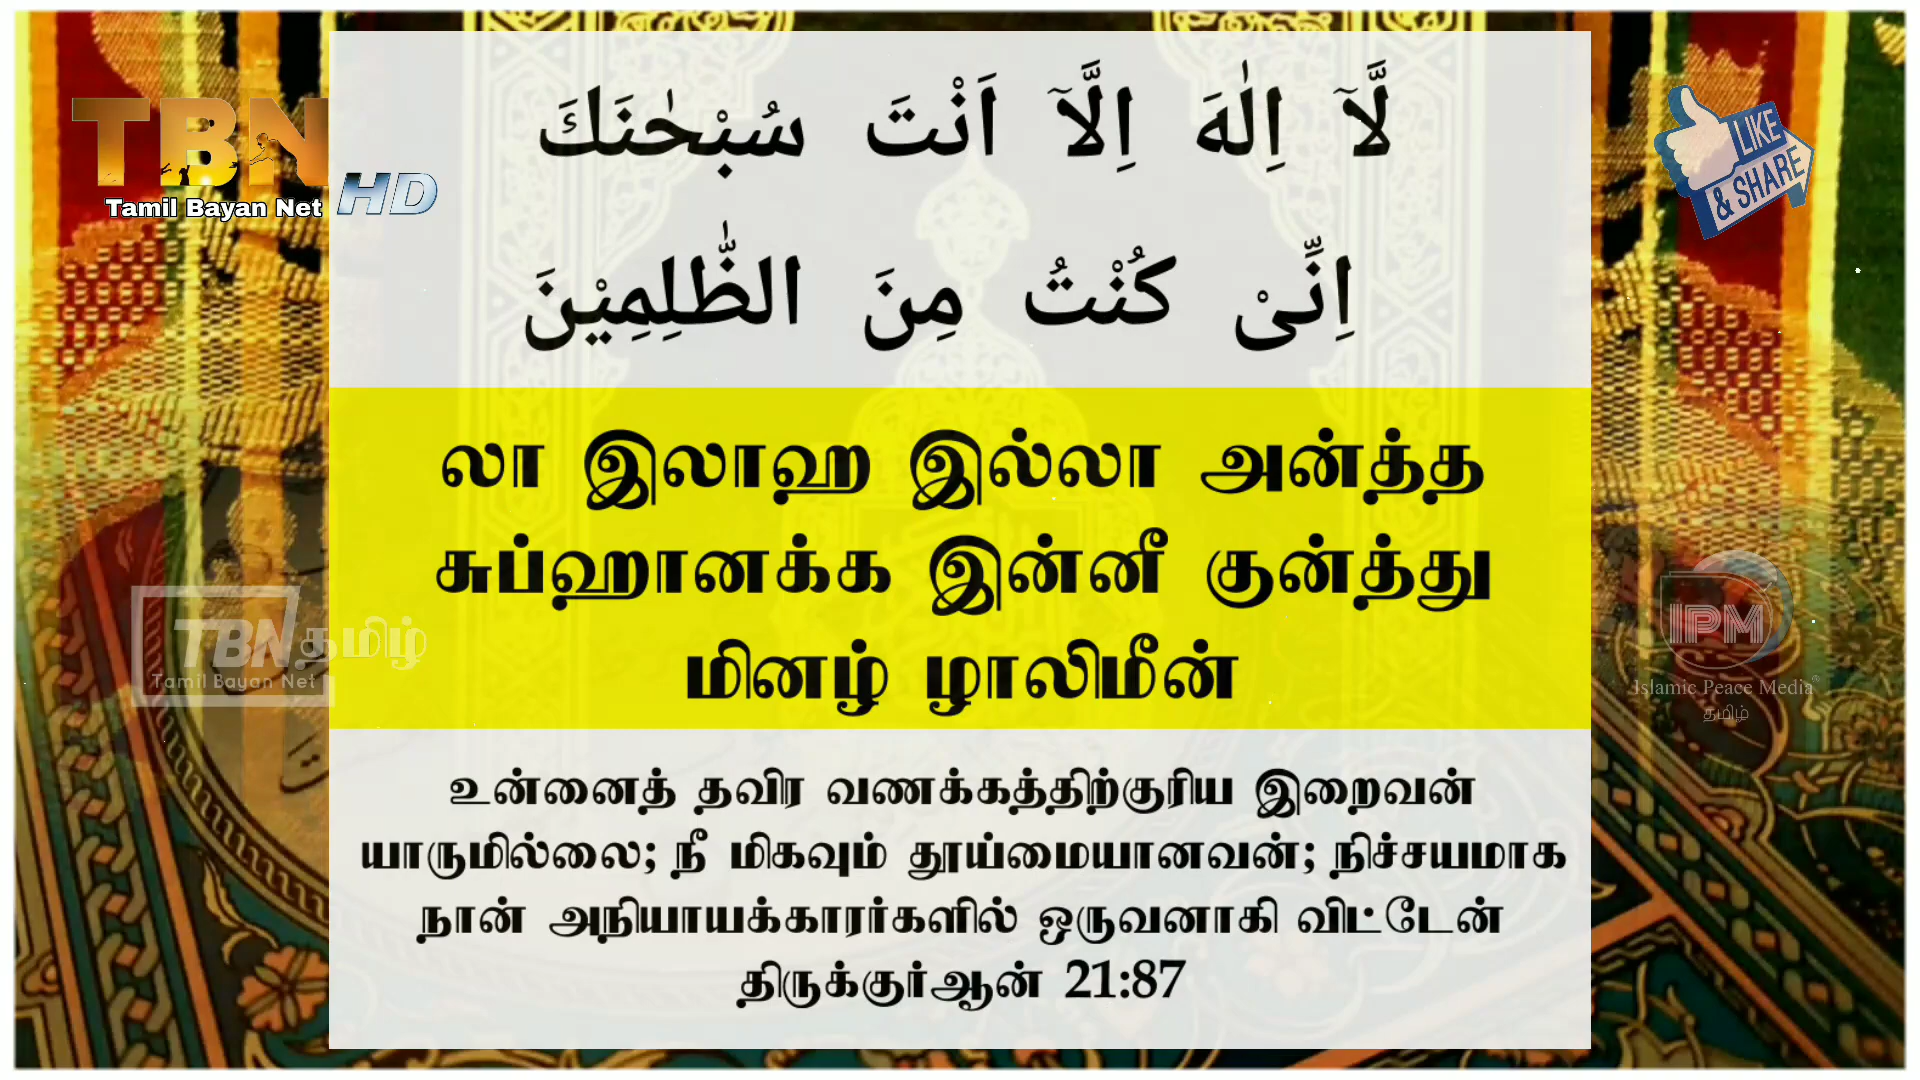 لَّاۤ اِلٰهَ اِلَّاۤ اَنْتَ سُبْحٰنَكَ
اِنِّیْ كُنْتُ مِنَ الظّٰلِمِیْنَ
லா இலாஹ இல்லா அன்த்த
சுப்ஹானக்க இன்னீ குன்த்து
மினழ் ழாலிமீன்
உன்னைத் தவிர வணக்கத்திற்குரிய இறைவன்
யாருமில்லை; நீ மிகவும் தூய்மையானவன்; நிச்சயமாக
நான் அநியாயக்காரர்களில் ஒருவனாகி விட்டேன்
திருக்குர்ஆன் 21:87
TBN HD
Tamil Bayan Net
LIKE
& SHARE
TBN தமிழ்
Tamil Bayan Net
IPM
Islamic Peace Media®
தமிழ்